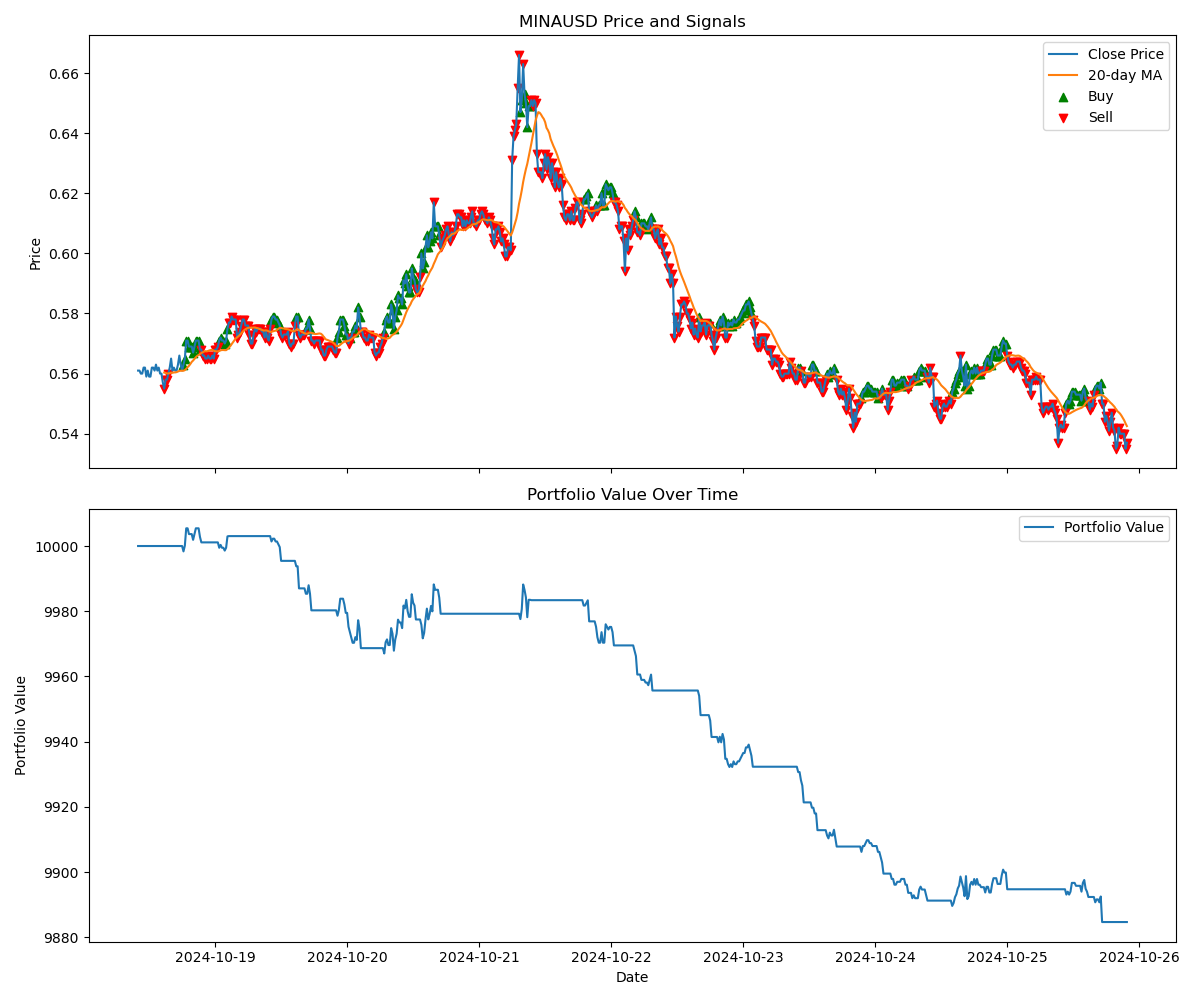 MINAUSD Price and Signals
Close Price
20-day MA
Buy
Sell
0.66
0.64
0.62
0.60
0.58
0.56
0.54
Price
Portfolio Value Over Time
Portfolio Value
10000
9980
9960
9940
9920
9900
9880
Portfolio Value
2024-10-19 2024-10-20 2024-10-21 2024-10-22 2024-10-23 2024-10-24 2024-10-25 2024-10-26
Date